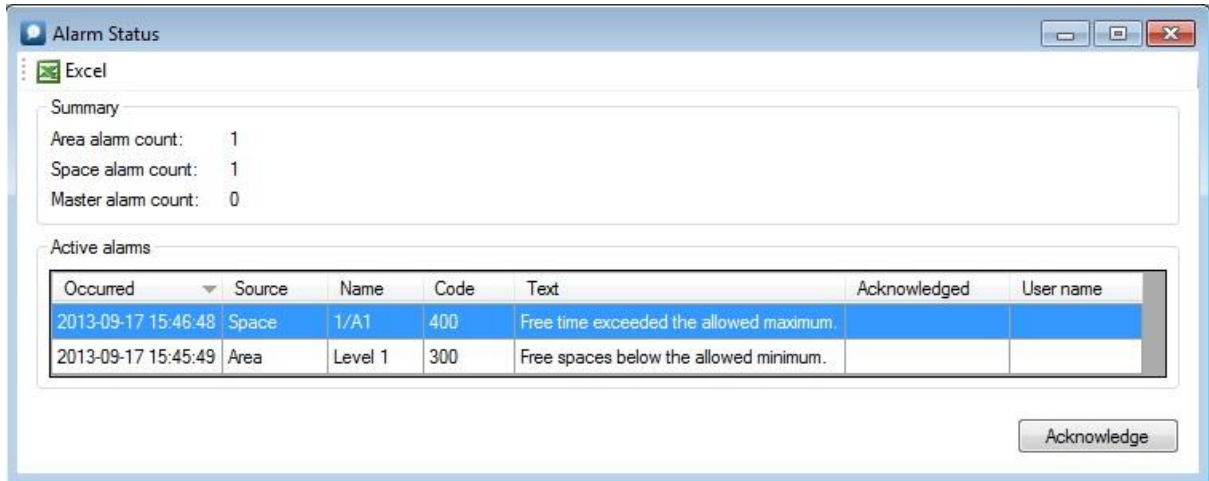 Alarm Status
Excel
Summary
Area alarm count: 1
Space alarm count: 1
Master alarm count: 0
Active alarms
Occurred Source Name Code Text Acknowledged User name
2013-09-17 15:46:48 Space 1/A1 400 Free time exceeded the allowed maximum.
2013-09-17 15:45:49 Area Level 1 300 Free spaces below the allowed minimum.
Acknowledge